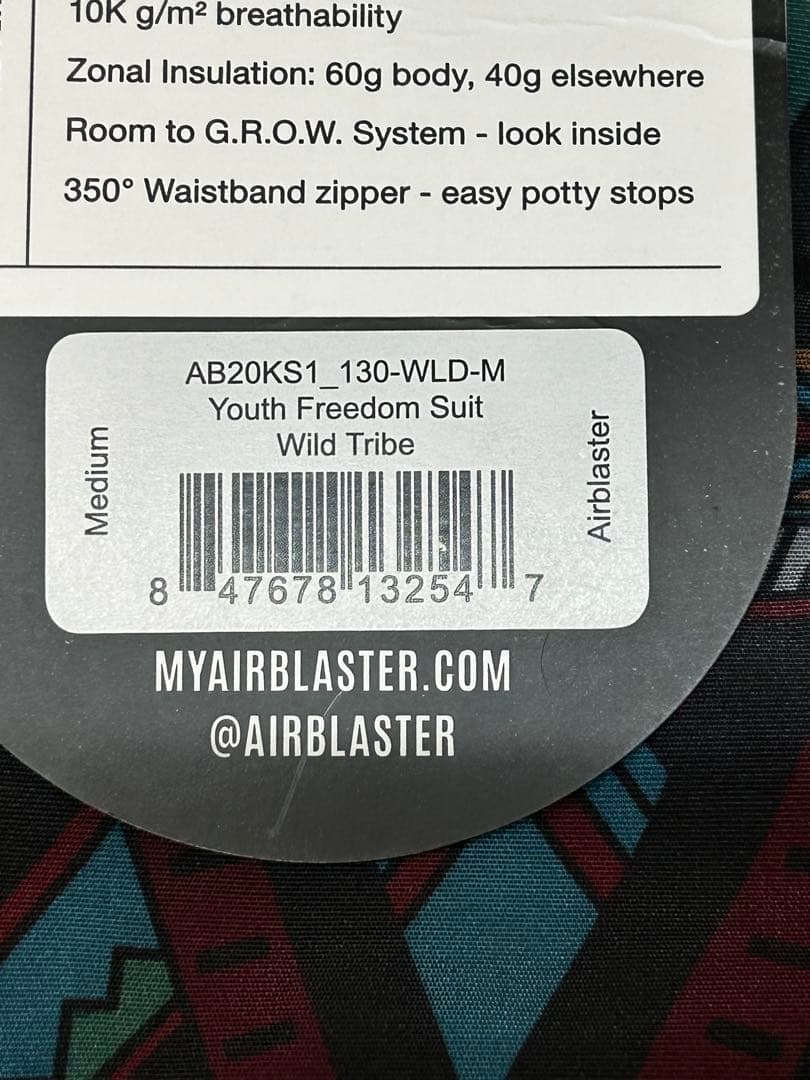 10K g/m² breathability
Zonal Insulation: 60g body, 40g elsewhere
Room to G.R.O.W. System - look inside
350° Waistband zipper - easy potty stops
AB20KS1_130-WLD-M
Youth Freedom Suit
Wild Tribe
Medium
Airblaster
8 47678 13254 7
MYAIRBLASTER.COM
@AIRBLASTER